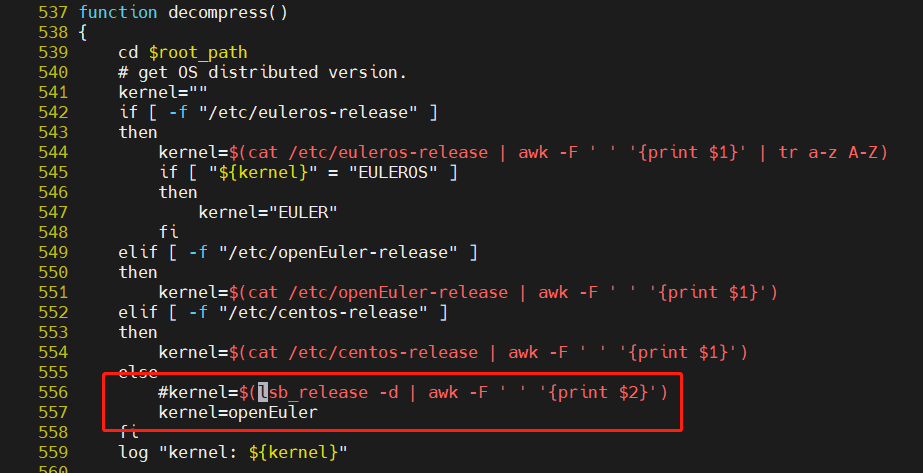 537 function decompress()
538 {
539     cd $root_path
540     # get OS distributed version.
541     kernel=""
542     if [ -f "/etc/euleros-release" ]
543     then
544         kernel=$(cat /etc/euleros-release | awk -F ' ' '{print $1}' | tr a-z A-Z)
545         if [ "${kernel}" = "EULEROS" ]
546         then
547             kernel="EULER"
548         fi
549     elif [ -f "/etc/openEuler-release" ]
550     then
551         kernel=$(cat /etc/openEuler-release | awk -F ' ' '{print $1}')
552     elif [ -f "/etc/centos-release" ]
553     then
554         kernel=$(cat /etc/centos-release | awk -F ' ' '{print $1}')
555     else
556         #kernel=$(lsb_release -d | awk -F ' ' '{print $2}')
557         kernel=openEuler
558     fi
559     log "kernel: ${kernel}"
560